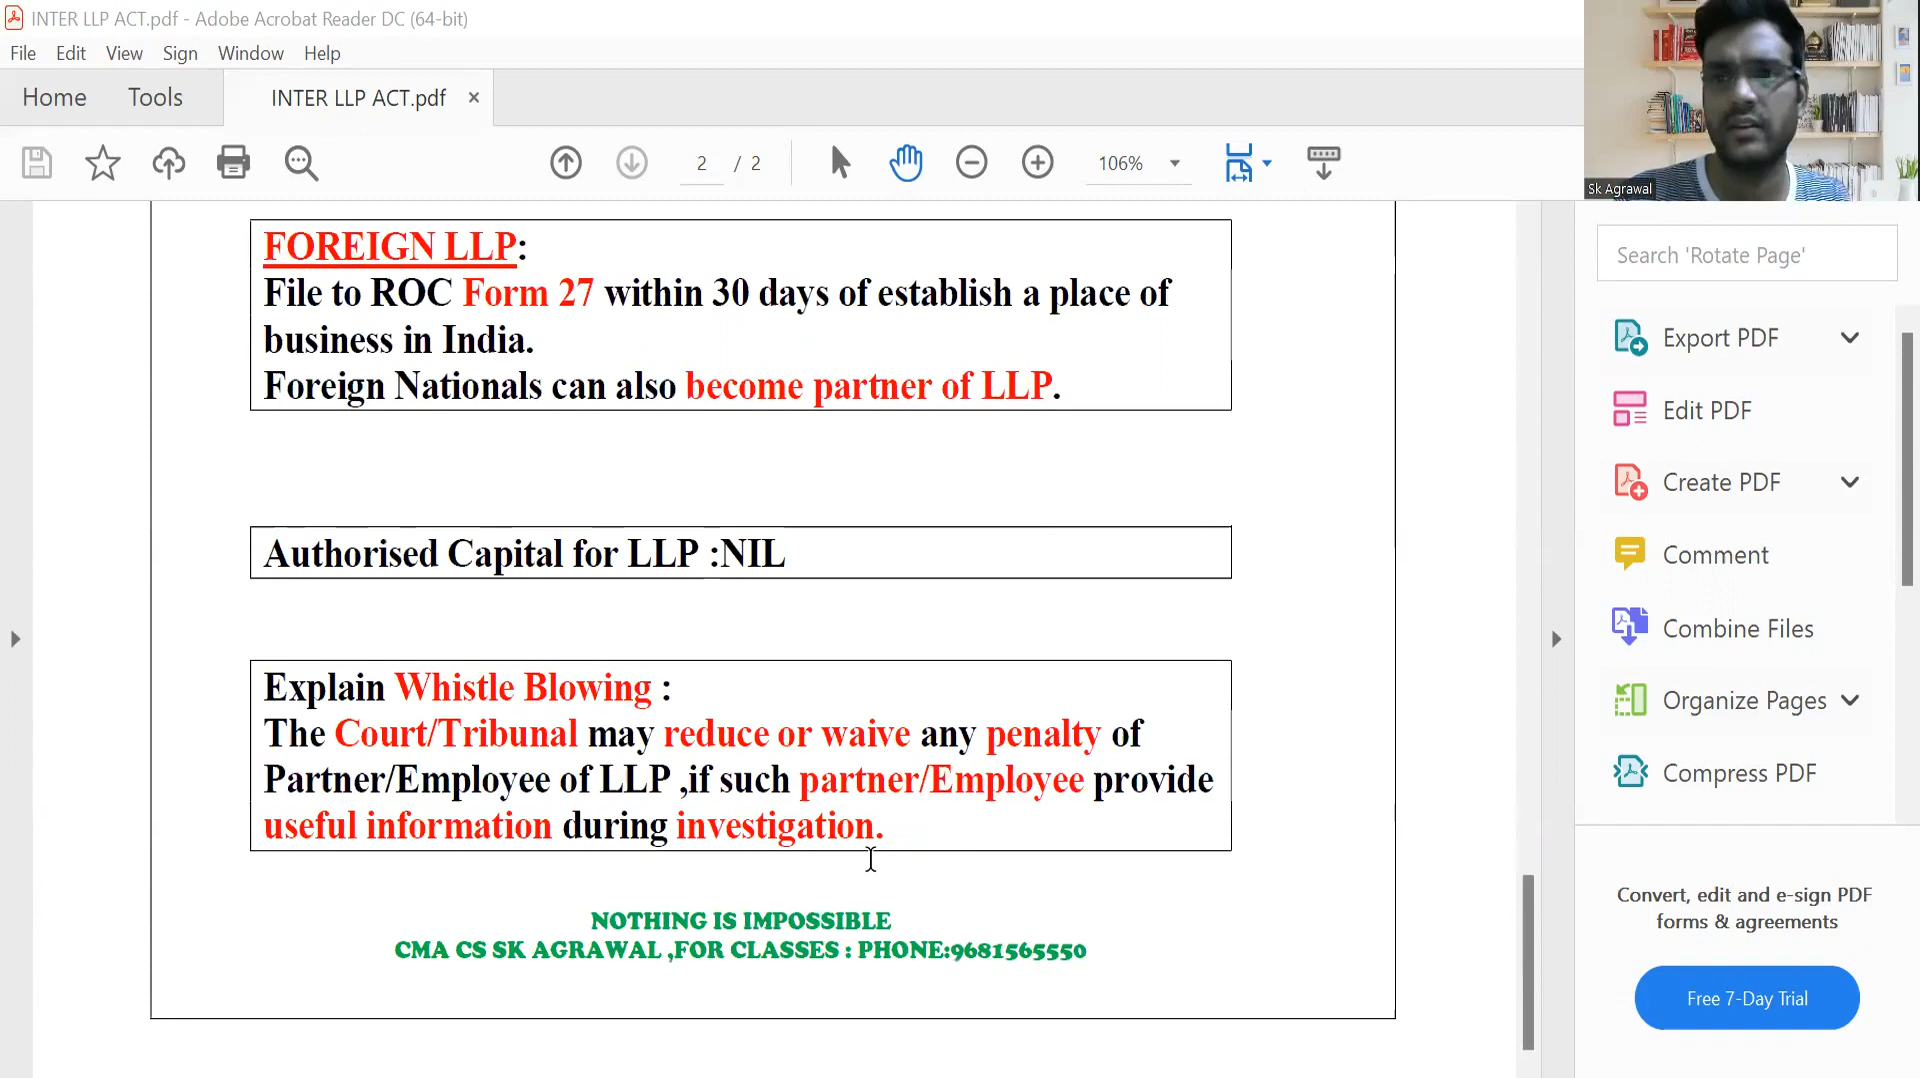 INTER LLP ACT.pdf - Adobe Acrobat Reader DC (64-bit)
File Edit View Sign Window Help
Home Tools INTER LLP ACT.pdf ×
2 / 2 106%
Sk Agrawal
FOREIGN LLP:
File to ROC Form 27 within 30 days of establish a place of
business in India.
Foreign Nationals can also become partner of LLP.
Authorised Capital for LLP :NIL
Explain Whistle Blowing :
The Court/Tribunal may reduce or waive any penalty of
Partner/Employee of LLP ,if such partner/Employee provide
useful information during investigation.
NOTHING IS IMPOSSIBLE
CMA CS SK AGRAWAL ,FOR CLASSES : PHONE:9681565550
Search 'Rotate Page'
Export PDF
Edit PDF
Create PDF
Comment
Combine Files
Organize Pages
Compress PDF
Convert, edit and e-sign PDF
forms & agreements
Free 7-Day Trial